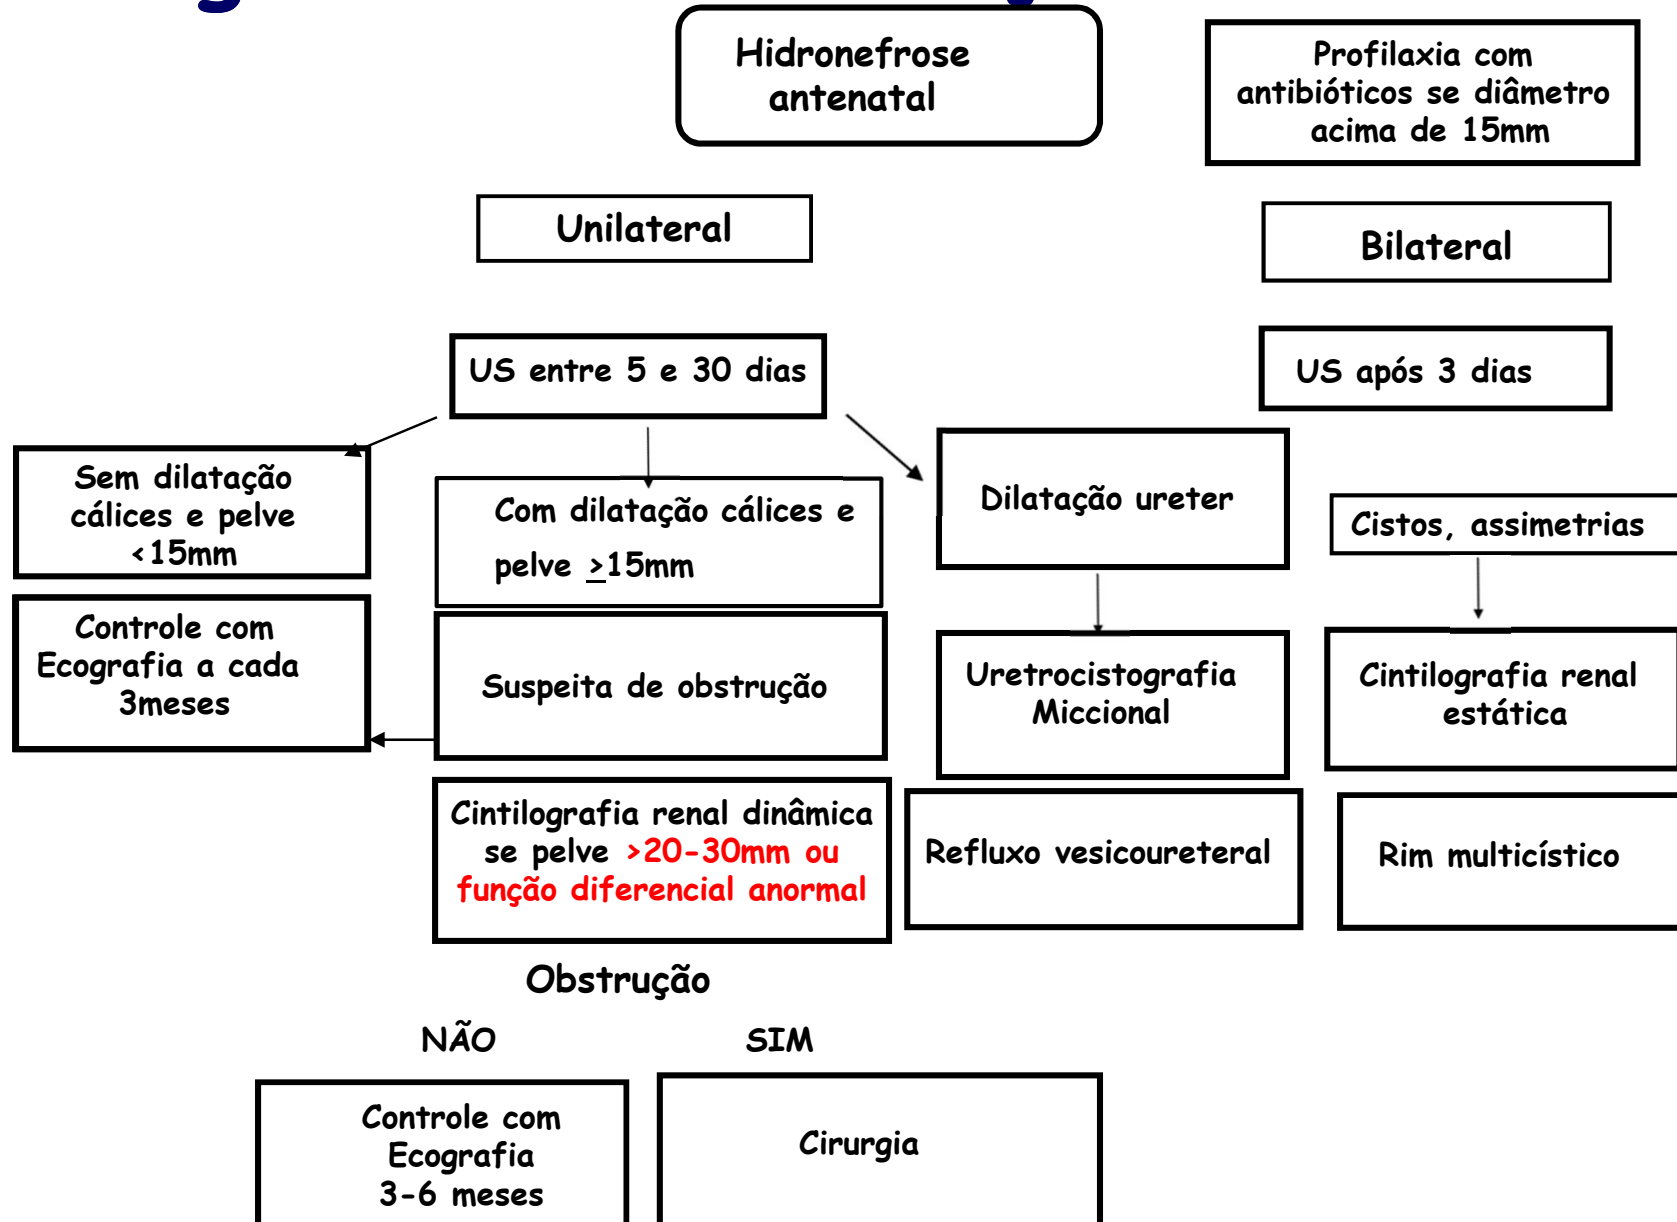 Hidronefrose
antenatal
Profilaxia com
antibióticos se diâmetro
acima de 15mm
Unilateral
Bilateral
US entre 5 e 30 dias
US após 3 dias
Sem dilatação
cálices e pelve
<15mm
Com dilatação cálices e
pelve >15mm
Dilatação ureter
Cistos, assimetrias
Controle com
Ecografia a cada
3meses
Suspeita de obstrução
Uretrocistografia
Miccional
Cintilografia renal
estática
Cintilografia renal dinâmica
se pelve >20-30mm ou
função diferencial anormal
Refluxo vesicoureteral
Rim multicístico
Obstrução
NÃO
SIM
Controle com
Ecografia
3-6 meses
Cirurgia